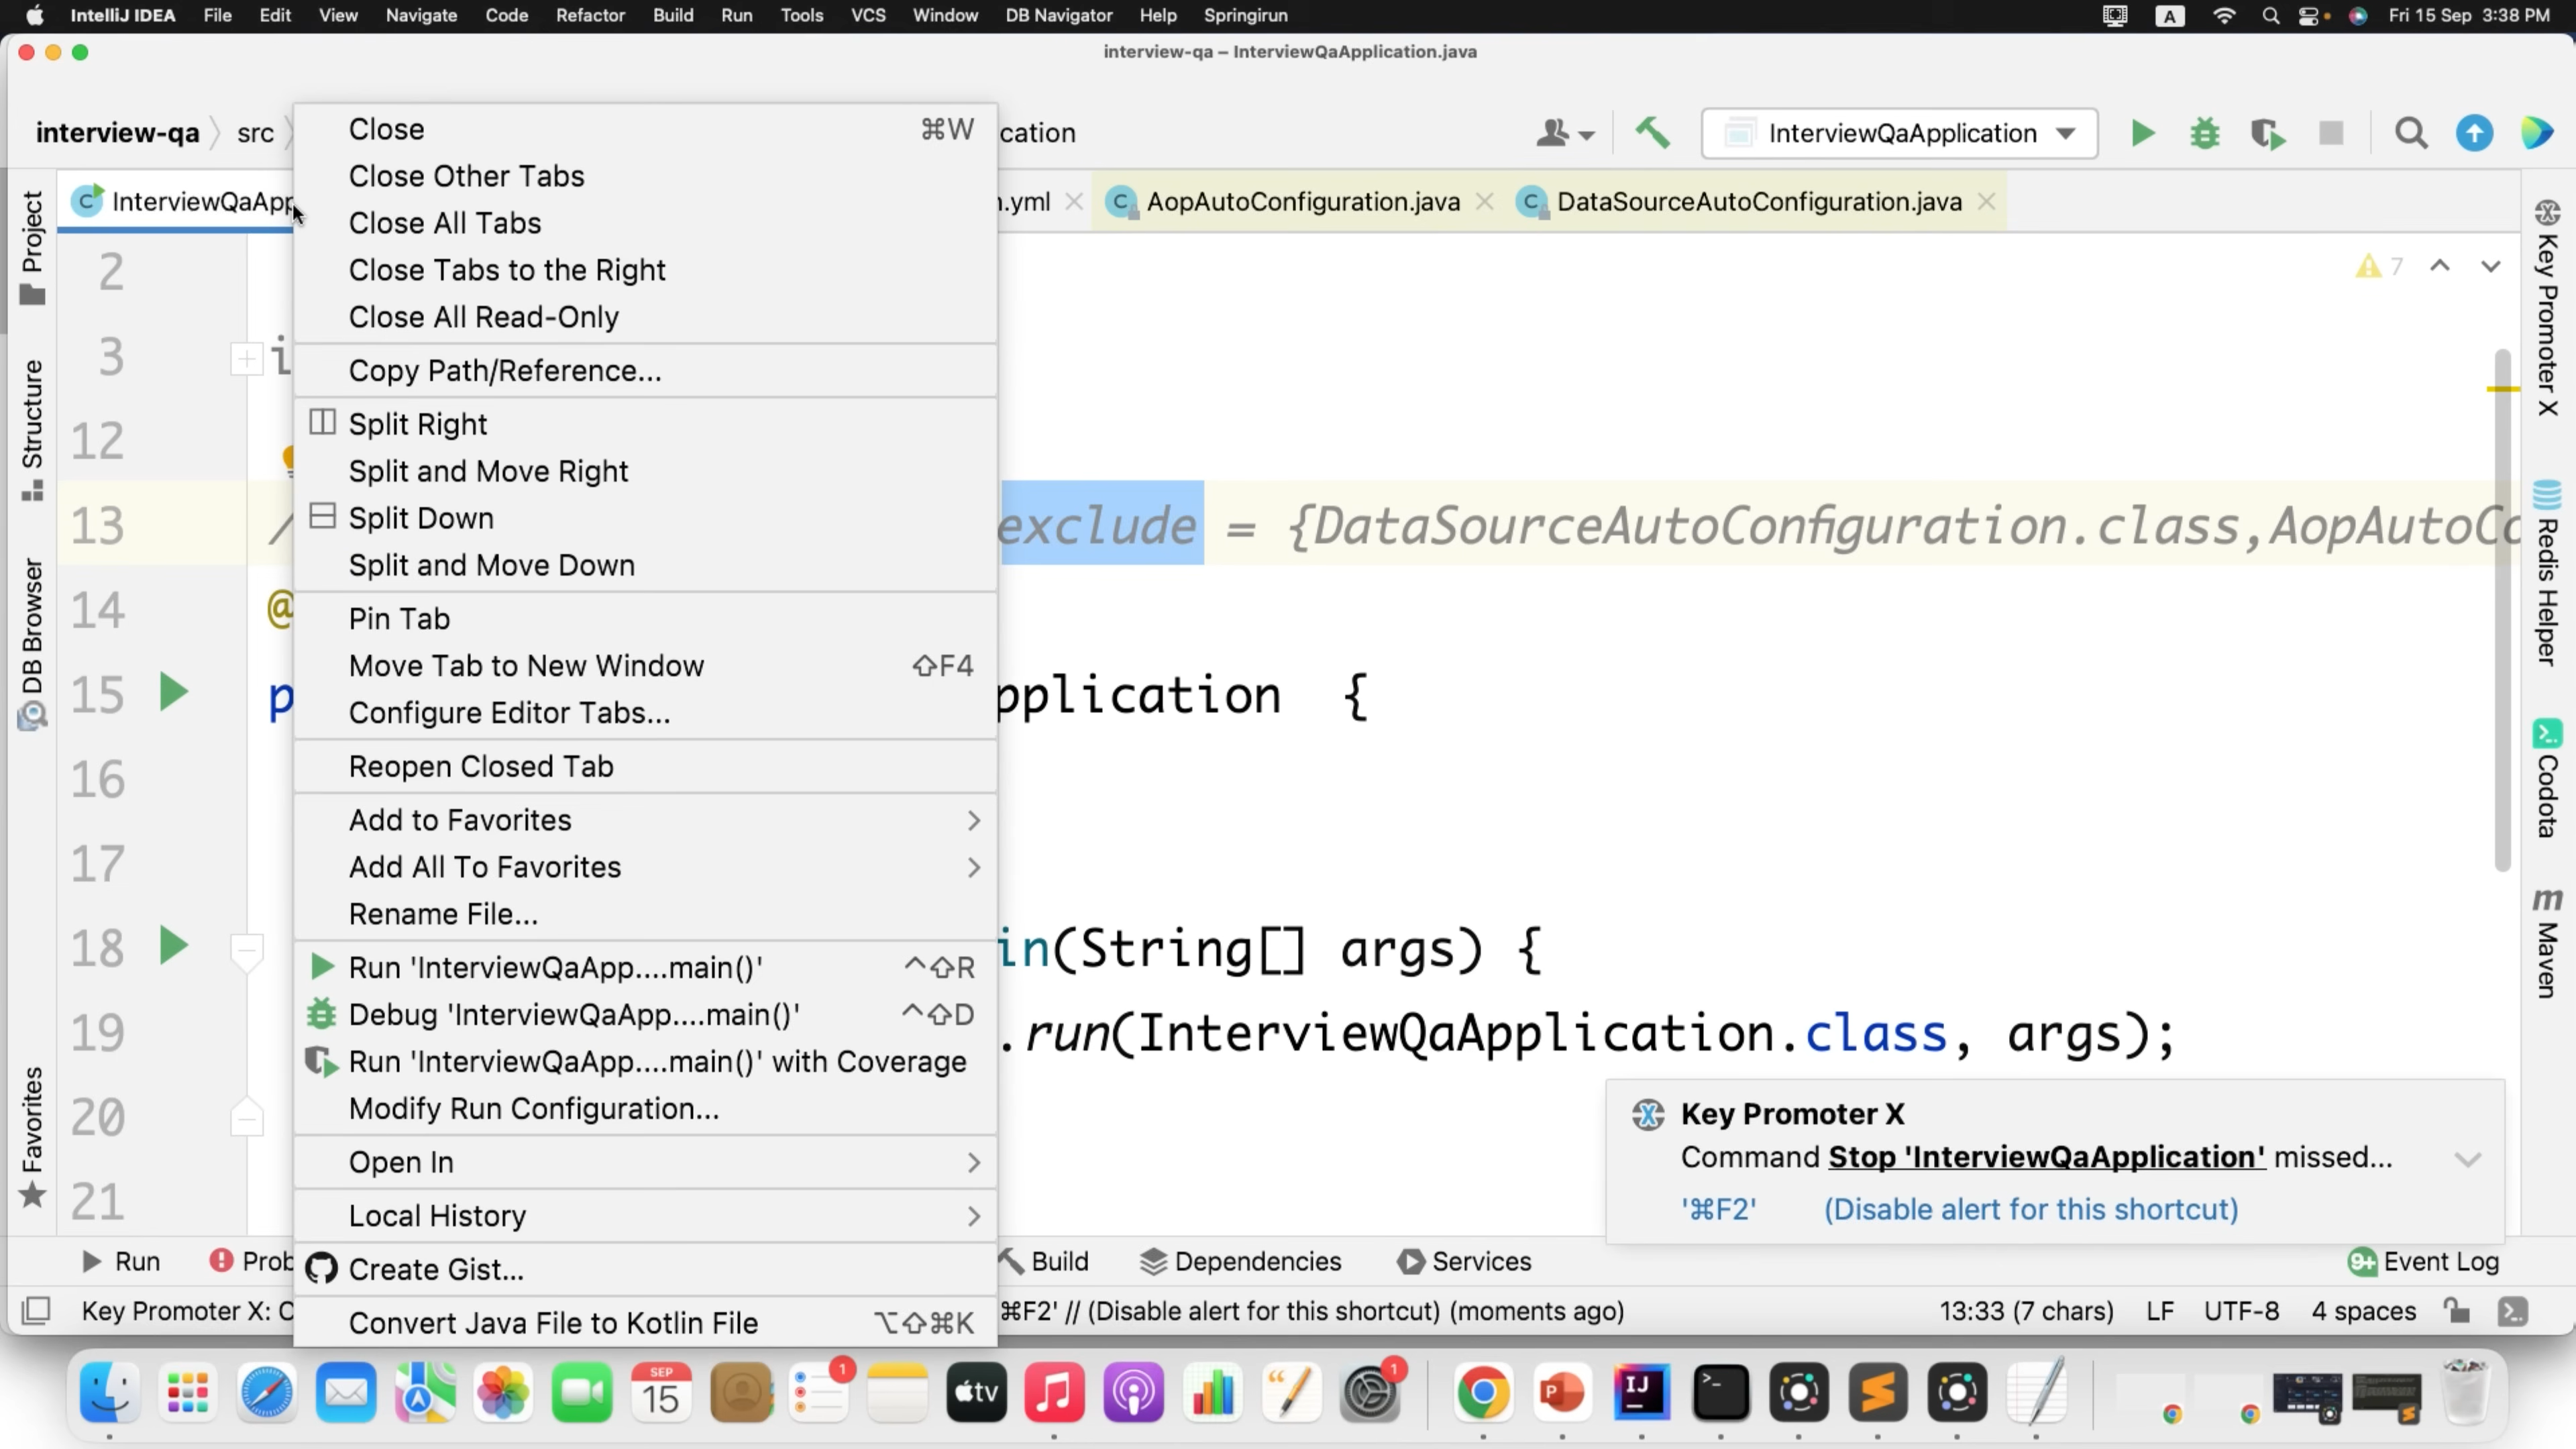 IntelliJ IDEA File Edit View Navigate Code Refactor Build Run Tools VCS Window DB Navigator Help Springirun A Fri 15 Sep 3:38 PM
interview-qa – InterviewQaApplication.java
interview-qa src cation InterviewQaApplication
InterviewQaApp .yml AopAutoConfiguration.java DataSourceAutoConfiguration.java
Close ⌘W
Close Other Tabs
Close All Tabs
Close Tabs to the Right
Close All Read-Only
Copy Path/Reference...
Split Right
Split and Move Right
Split Down
Split and Move Down
Pin Tab
Move Tab to New Window ⇧F4
Configure Editor Tabs...
Reopen Closed Tab
Add to Favorites
Add All To Favorites
Rename File...
Run 'InterviewQaApp....main()' ^⇧R
Debug 'InterviewQaApp....main()' ^⇧D
Run 'InterviewQaApp....main()' with Coverage
Modify Run Configuration...
Open In
Local History
Create Gist...
Convert Java File to Kotlin File ⌥⇧⌘K
7
2
3 i
12
13 / exclude = {DataSourceAutoConfiguration.class,AopAutoCo
14 @
15 p pplication {
16
17
18 in(String[] args) {
19 .run(InterviewQaApplication.class, args);
20
21
Project
Structure
DB Browser
Favorites
Key Promoter X
Redis Helper
Codota
m Maven
Key Promoter X
Command Stop 'InterviewQaApplication' missed...
'⌘F2' (Disable alert for this shortcut)
Run Prob Build Dependencies Services 9+ Event Log
Key Promoter X: C ⌘F2' // (Disable alert for this shortcut) (moments ago) 13:33 (7 chars) LF UTF-8 4 spaces
SEP
15
1
tv
1
P
IJ
>_